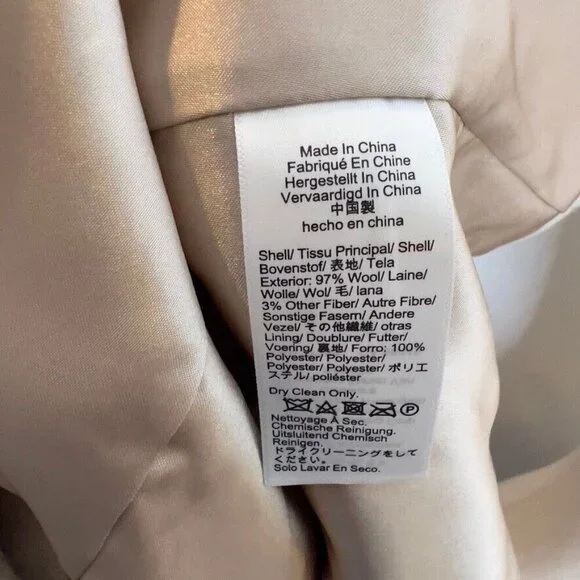 Made In China
Fabriqué En Chine
Hergestellt In China
Vervaardigd In China
中国製
hecho en china
Shell/ Tissu Principal/ Shell/
Bovenstof/ 表地/ Tela
Exterior: 97% Wool/ Laine/
Wolle/ Wol/ 毛/ lana
3% Other Fiber/ Autre Fibre/
Sonstige Fasern/ Andere
Vezel/ その他繊維/ otras
Lining/ Doublure/ Futter/
Voering/ 裏地/ Forro: 100%
Polyester/ Polyester/
Polyester/ Polyester/ ポリエ
ステル/ poliéster
Dry Clean Only.
P
Nettoyage À Sec.
Chemische Reinigung.
Uitsluitend Chemisch
Reinigen.
ドライクリーニングをして
ください。
Solo Lavar En Seco.